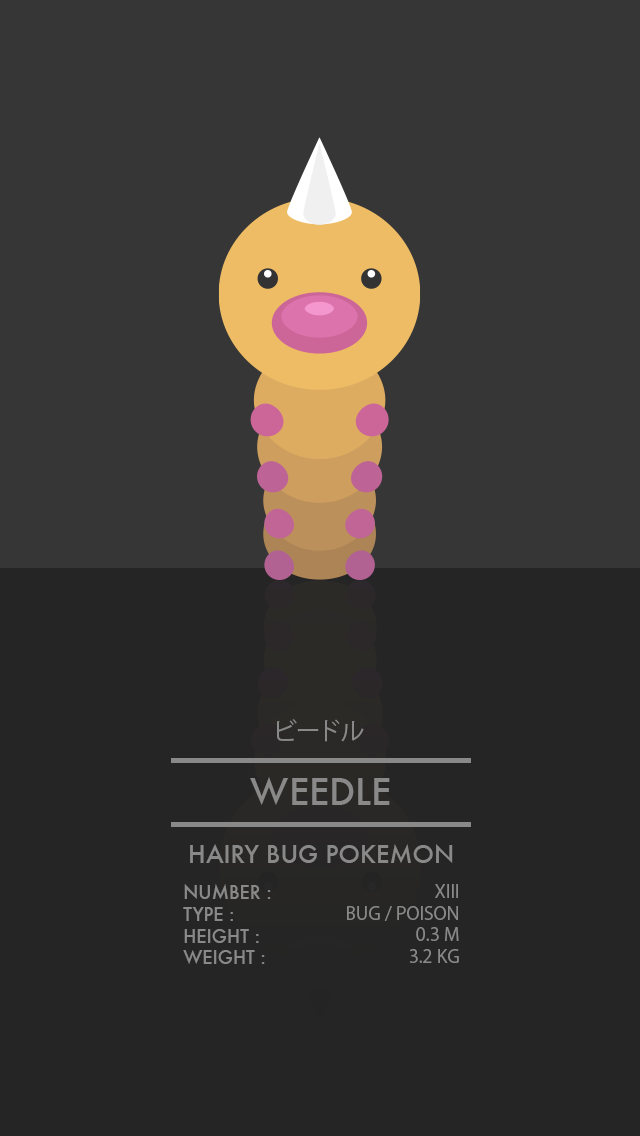 ビードル
WEEDLE
HAIRY BUG POKEMON
NUMBER : XIII
TYPE : BUG / POISON
HEIGHT : 0.3 M
WEIGHT : 3.2 KG